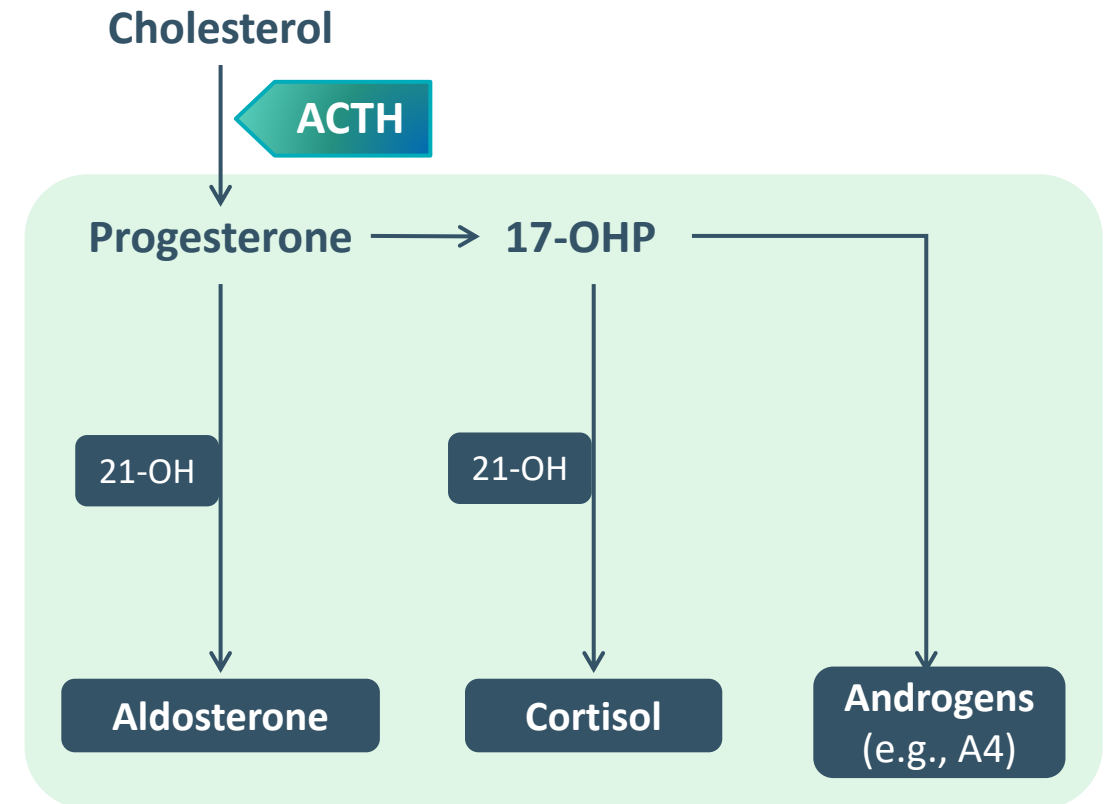 Cholesterol
ACTH
Progesterone
17-OHP
21-OH
21-OH
Aldosterone
Cortisol
Androgens
(e.g., A4)